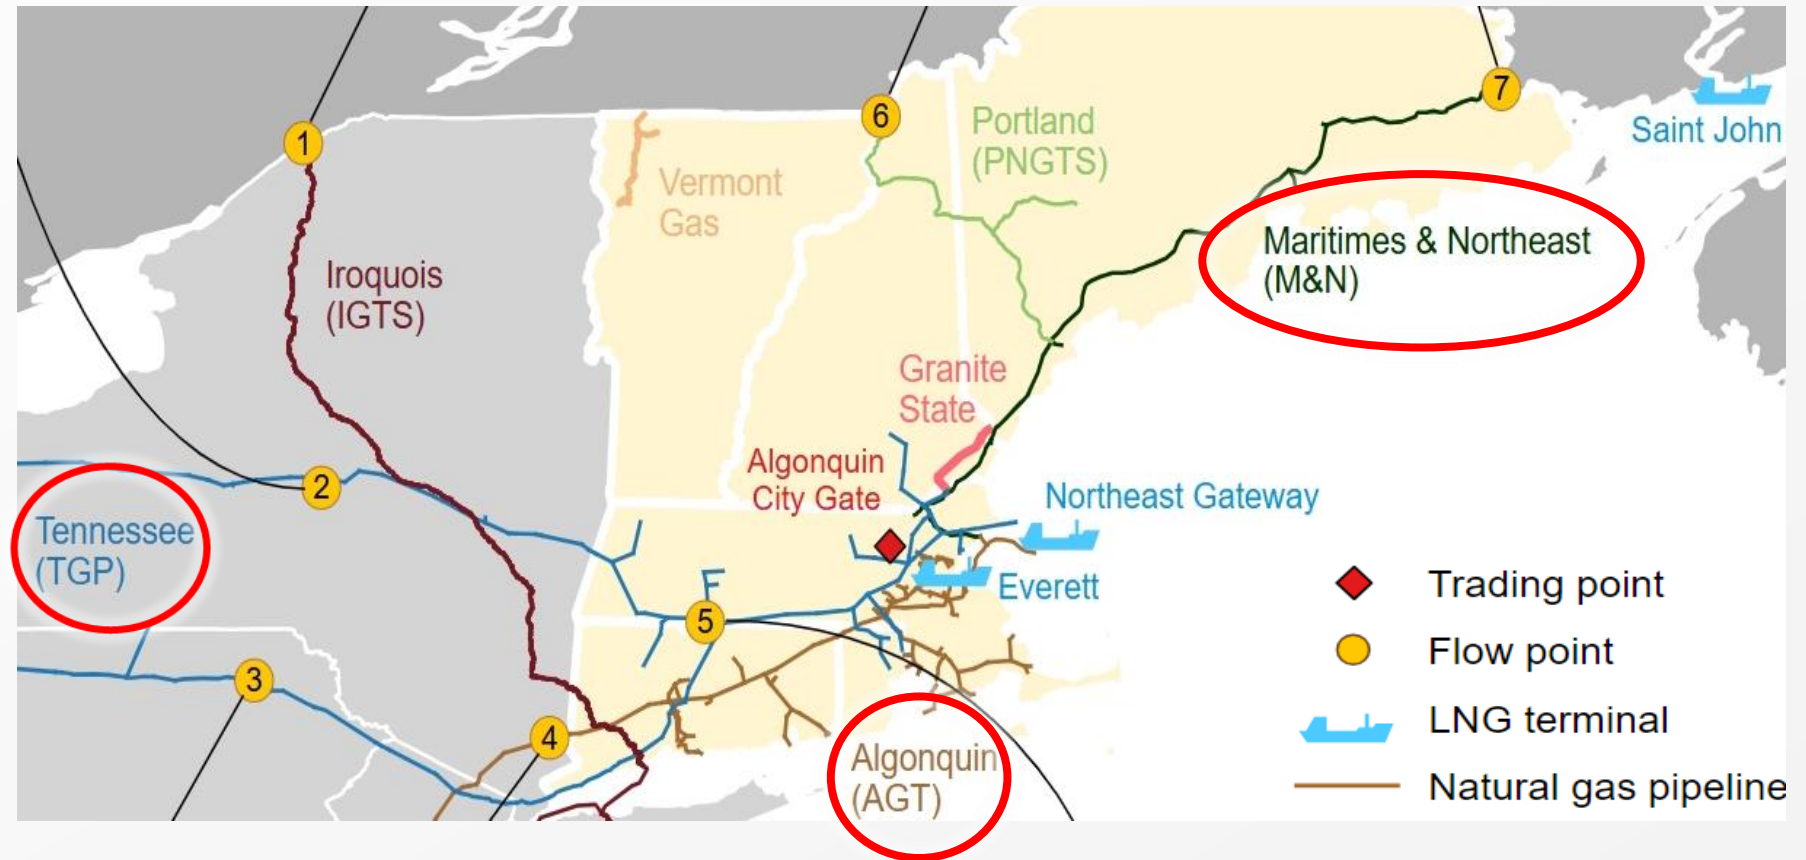 1
6
7
Portland
(PNGTS)
Saint John
Vermont
Gas
Maritimes & Northeast
(M&N)
Iroquois
(IGTS)
Granite
State
Algonquin
City Gate
2
Northeast Gateway
Tennessee
(TGP)
Everett
5
3
4
Algonquin
(AGT)
Trading point
Flow point
LNG terminal
Natural gas pipeline